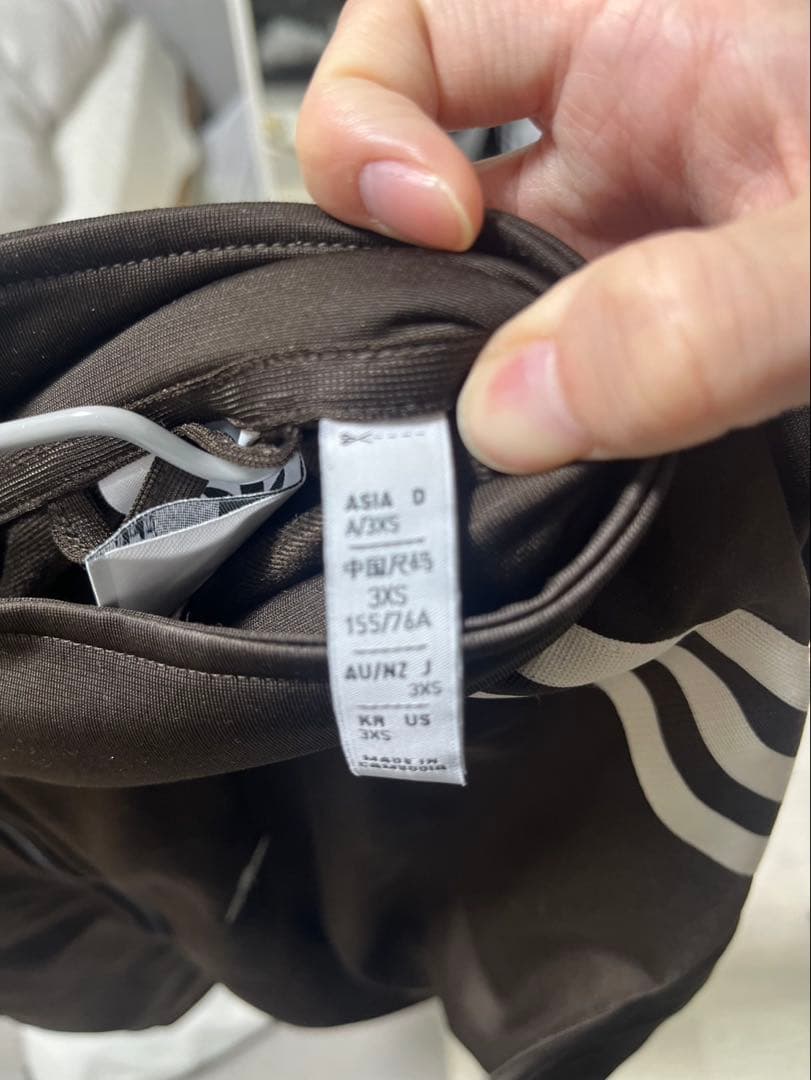 ASIA D
A/3XS
中国/尺码
3XS
155/76A
AU/NZ J
3XS
KR US
3XS
MADE IN
CAMBODIA